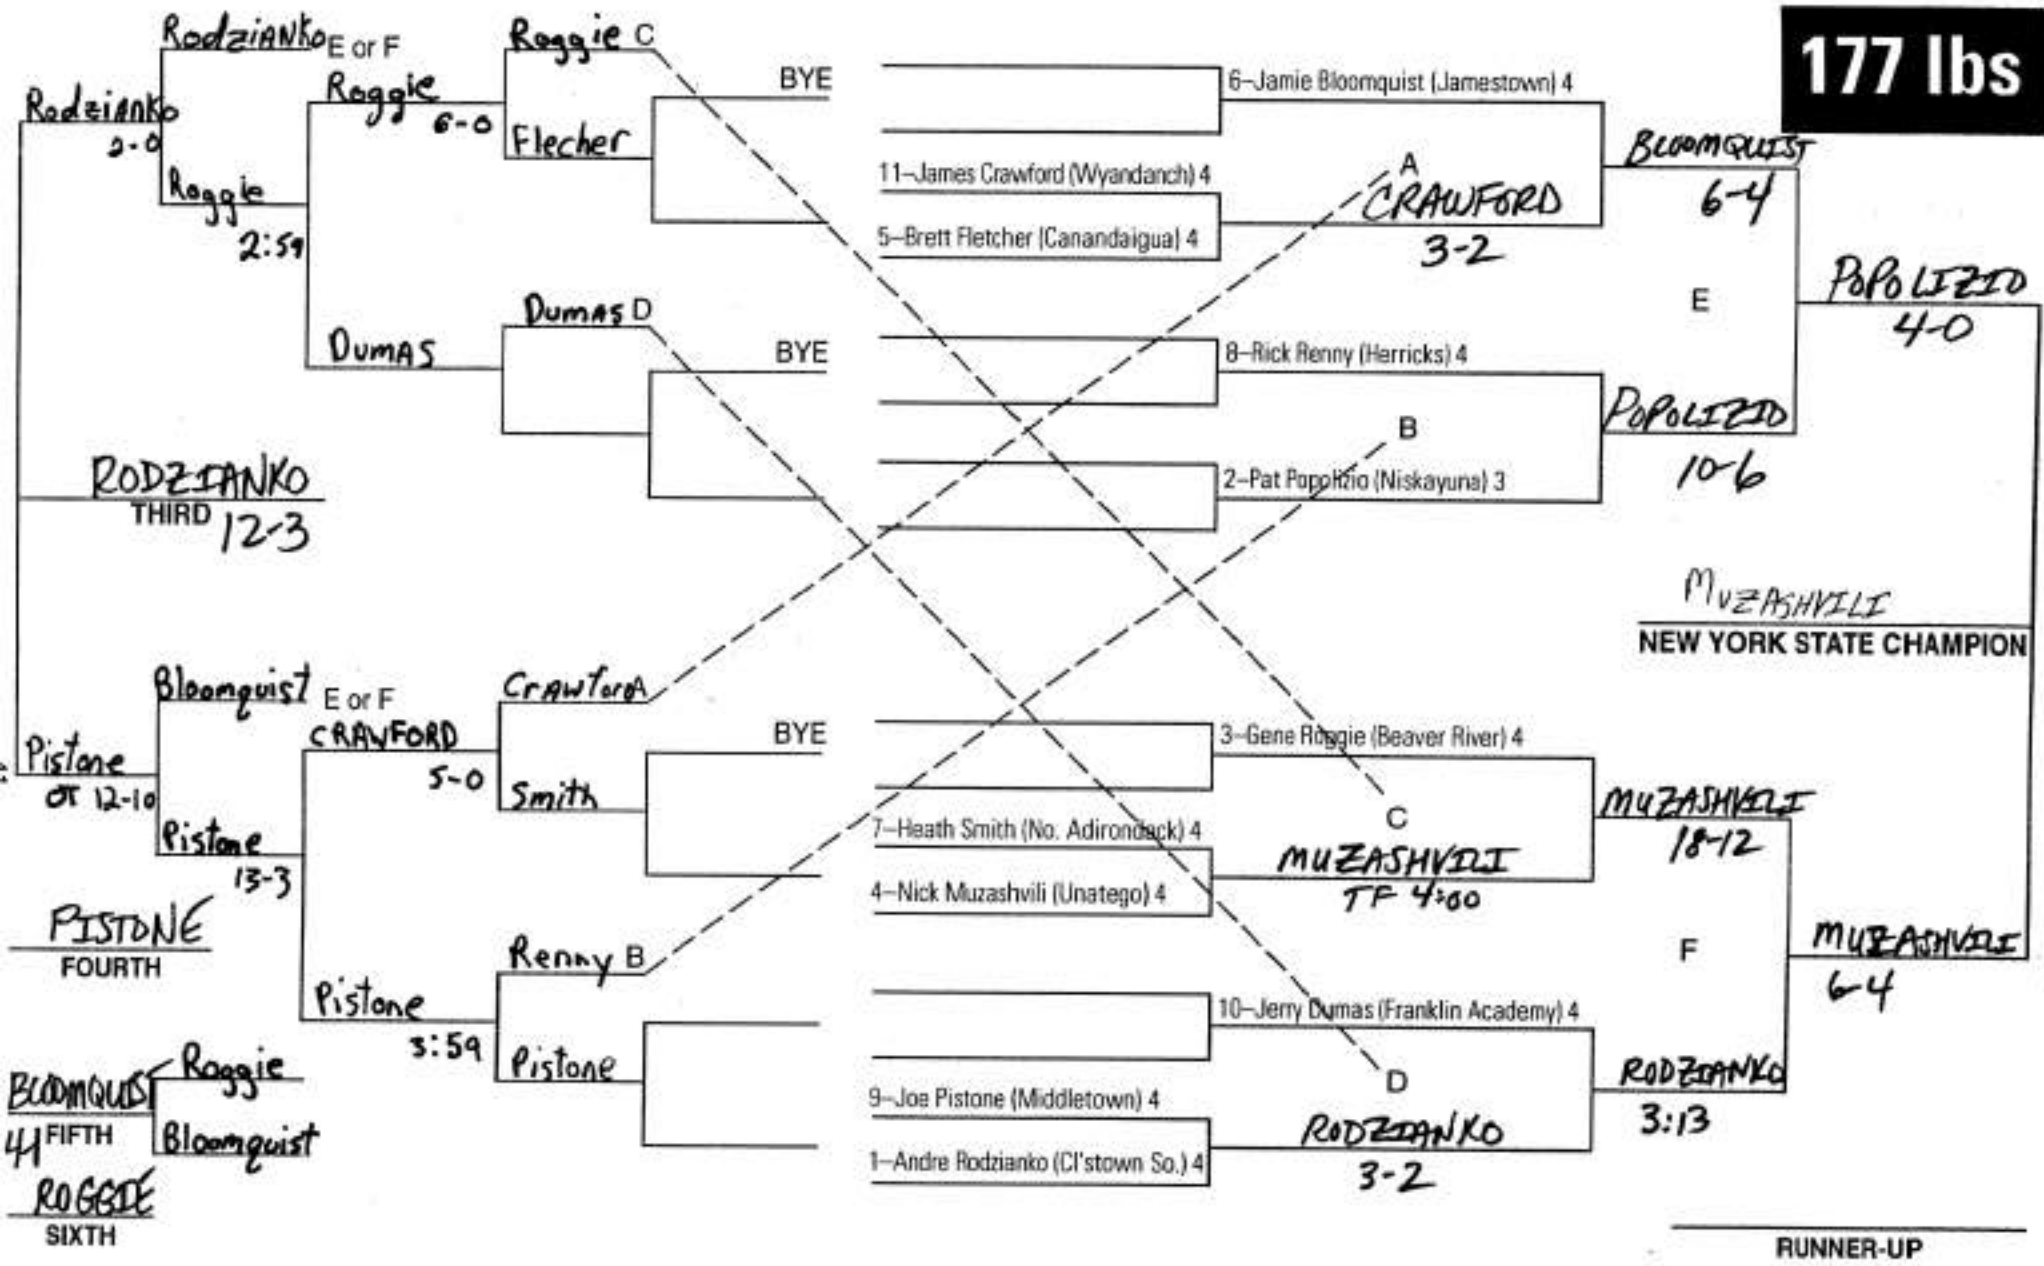 177 lbs
Rodzianko E or F
Roggie C
BYE
6–Jamie Bloomquist (Jamestown) 4
Rodzianko
2-0
Roggie
6-0
Flecher
BLOOMQUIST
6-4
11–James Crawford (Wyandanch) 4
A
CRAWFORD
3-2
Roggie
2:59
5–Brett Fletcher (Canandaigua) 4
E
POPOLIZIO
4-0
Dumas D
DUMAS
BYE
8–Rick Renny (Herricks) 4
B
POPOLIZIO
10-6
2–Pat Popolizio (Niskayuna) 3
RODZIANKO
THIRD 12-3
MUZASHVILI
NEW YORK STATE CHAMPION
Bloomquist E or F
Crawford A
CRAWFORD
5-0
Smith
BYE
3–Gene Roggie (Beaver River) 4
Pistone
OT 12-10
Pistone
13-3
7–Heath Smith (No. Adirondack) 4
C
MUZASHVILI
TF 4:00
MUZASHVILI
18-12
4–Nick Muzashvili (Unatego) 4
PISTONE
FOURTH
Renny B
F
MUZASHVILI
6-4
Pistone
3:59
Pistone
10–Jerry Dumas (Franklin Academy) 4
9–Joe Pistone (Middletown) 4
D
RODZIANKO
3-2
RODZIANKO
3:13
1–Andre Rodzianko (Cl'stown So.) 4
Roggie
BLOOMQUIST
41 FIFTH
Bloomquist
ROGGIE
SIXTH
RUNNER-UP